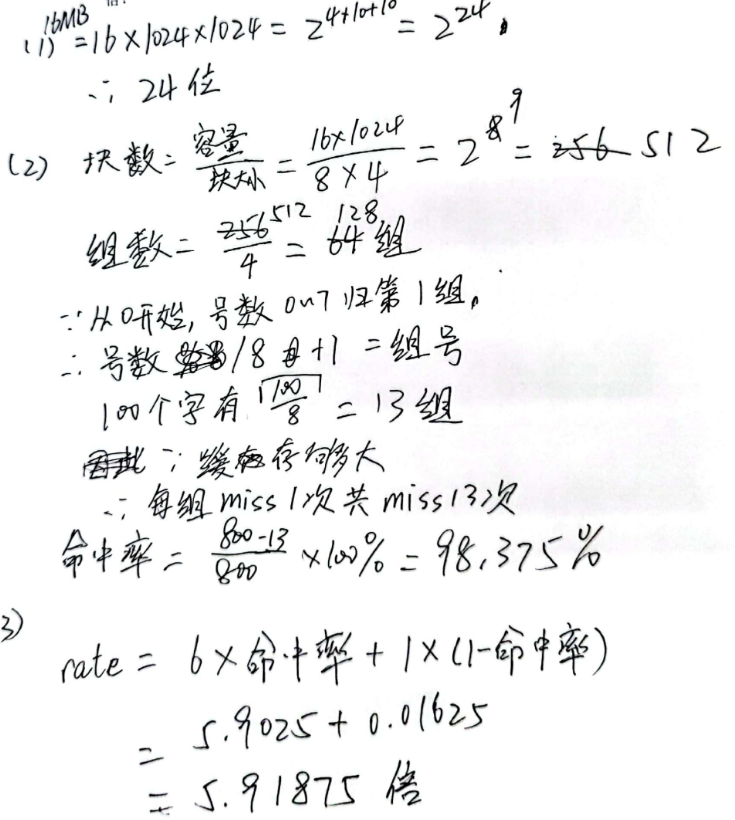 16MB
(1) =16×1024×1024 = 2^{4+10+10} = 2^{24}.
∴ 24位
(2) 块数 = 容量/块大小 = 16×1024/8×4 = 2^{9} = 512
组数 = 512/4 = 128 组
∵从0开始, 号数 0~7 归第1组。
∴ 号数 /8 +1 = 组号
100个字有 ⌈100/8⌉ = 13组
∵ 缓存够大
∴ 每组 miss 1次 共 miss 13次
命中率 = 800-13/800 ×100% = 98.375%
3)
rate = 6×命中率 + 1×(1-命中率)
= 5.9025 + 0.01625
= 5.91875 倍